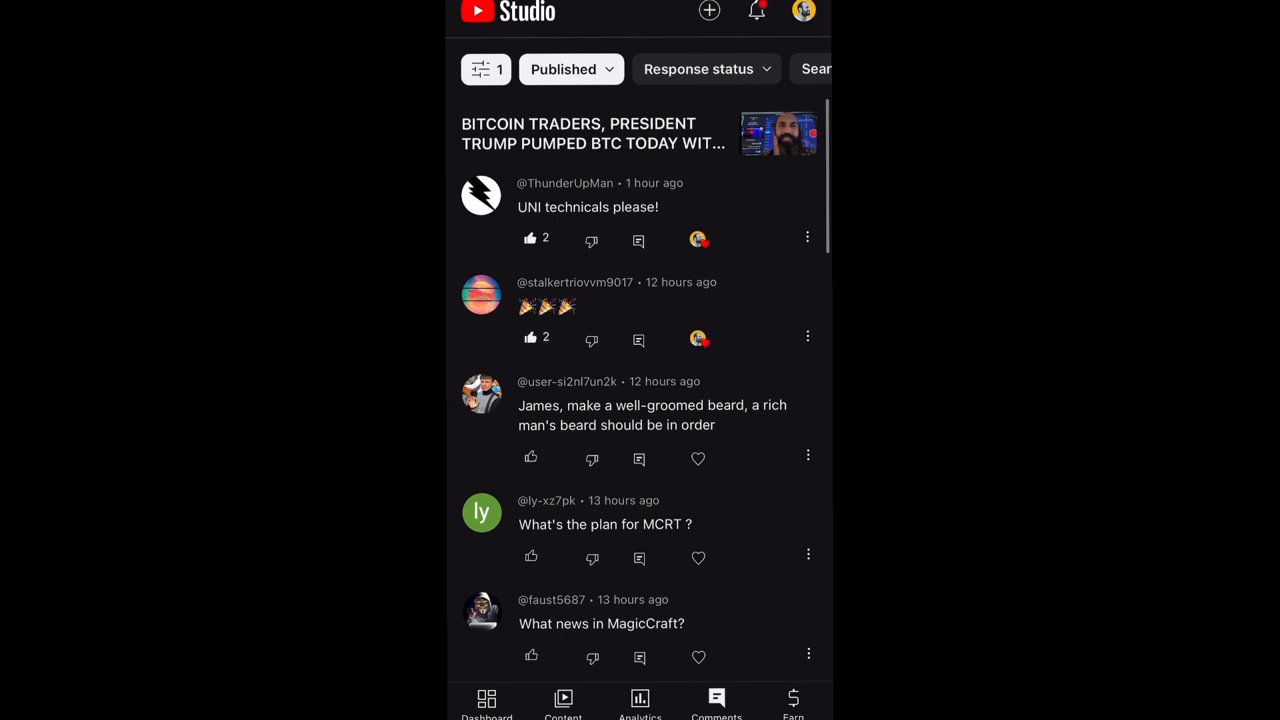 Studio
1
Published
Response status
Sear
BITCOIN TRADERS, PRESIDENT
TRUMP PUMPED BTC TODAY WIT...
@ThunderUpMan • 1 hour ago
UNI technicals please!
2
@stalkertriovvm9017 • 12 hours ago
🎉🎉🎉
2
@user-si2nl7un2k • 12 hours ago
James, make a well-groomed beard, a rich
man's beard should be in order
ly
@ly-xz7pk • 13 hours ago
What's the plan for MCRT ?
@faust5687 • 13 hours ago
What news in MagicCraft?
Dashboard
Content
Analytics
Comments
Earn